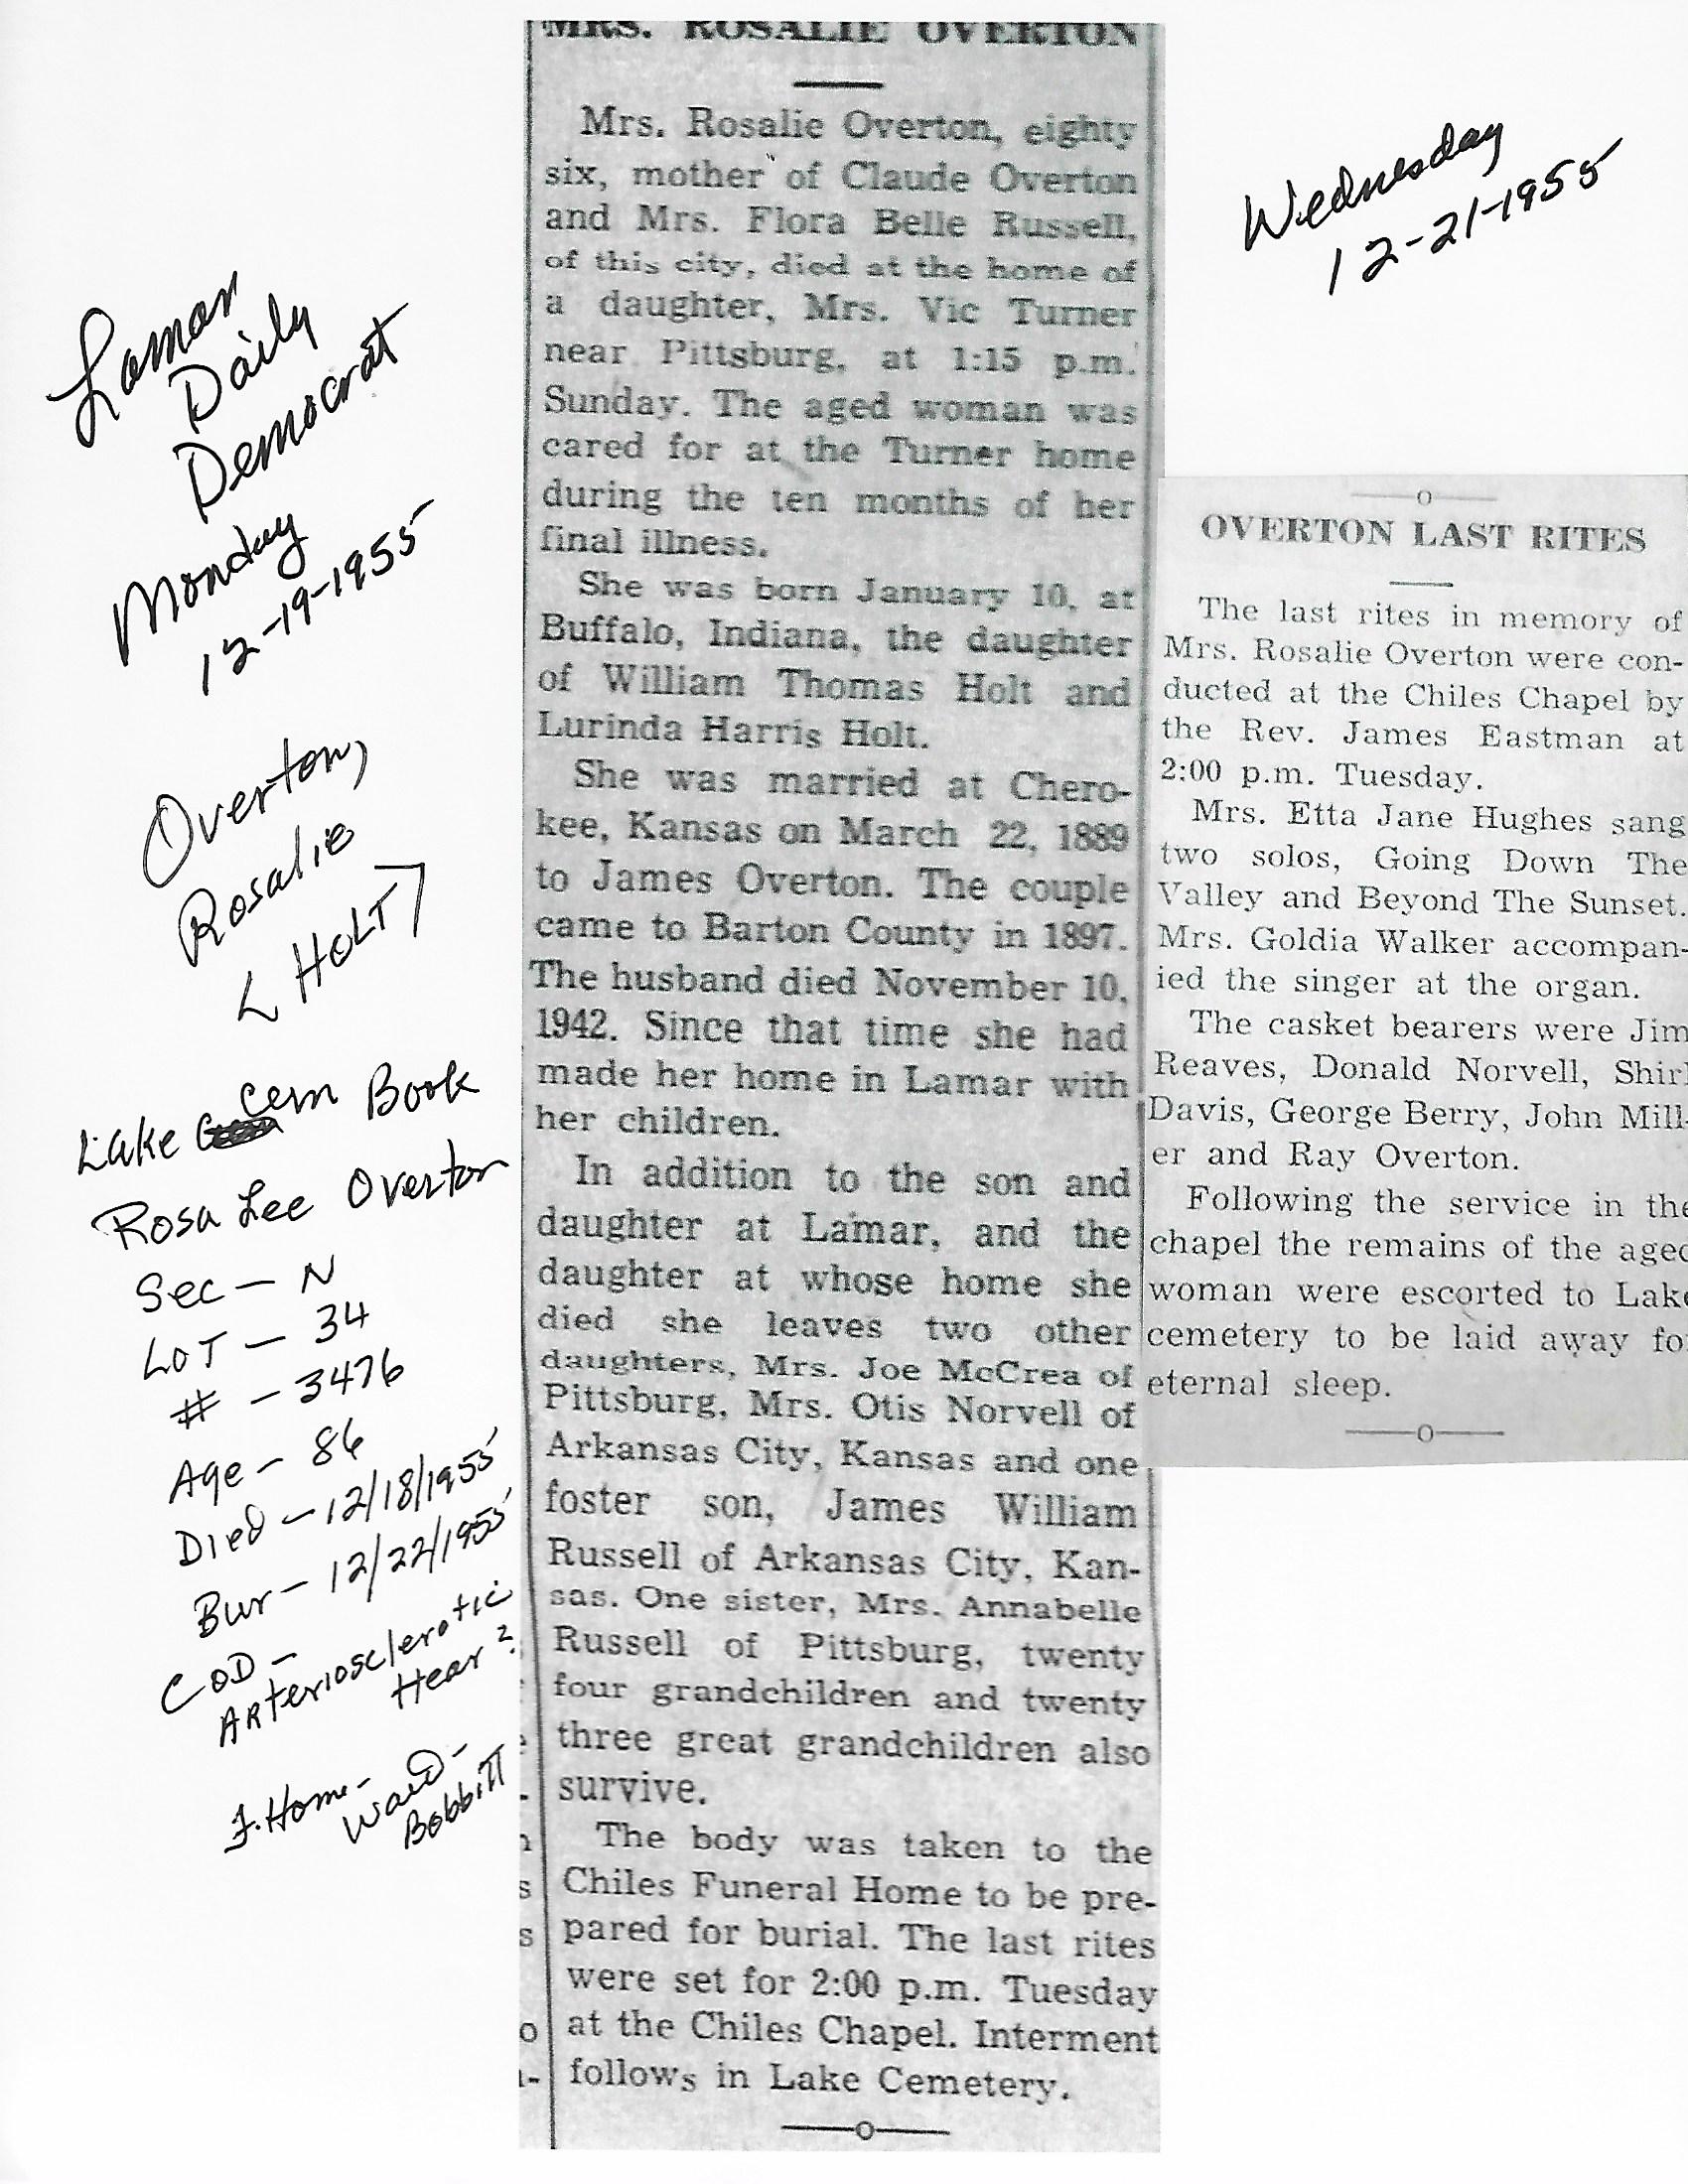 Lamar
Daily
Democrat
Monday
12-19-1955
Overton,
Rosalie
L HOLT
Lake Cem Book
Rosa Lee Overton
Sec - N
LOT - 34
# - 3476
Age - 86
Died - 12/18/1955
Bur - 12/22/1955
COD -
Arteriosclerotic
Hear?
F. Home -
Bobbitt
MRS. ROSALIE OVERTON
Mrs. Rosalie Overton, eighty
six, mother of Claude Overton
and Mrs. Flora Belle Russell,
of this city, died at the home of
a daughter, Mrs. Vic Turner
near Pittsburg, at 1:15 p.m.
Sunday. The aged woman was
cared for at the Turner home
during the ten months of her
final illness.
She was born January 10, at
Buffalo, Indiana, the daughter
of William Thomas Holt and
Lurinda Harris Holt.
She was married at Chero-
kee, Kansas on March 22, 1889
to James Overton. The couple
came to Barton County in 1897.
The husband died November 10,
1942. Since that time she had
made her home in Lamar with
her children.
In addition to the son and
daughter at Lamar, and the
daughter at whose home she
died she leaves two other
daughters, Mrs. Joe McCrea of
Pittsburg, Mrs. Otis Norvell of
Arkansas City, Kansas and one
foster son, James William
Russell of Arkansas City, Kan-
sas. One sister, Mrs. Annabelle
Russell of Pittsburg, twenty
four grandchildren and twenty
three great grandchildren also
survive.
The body was taken to the
Chiles Funeral Home to be pre-
pared for burial. The last rites
were set for 2:00 p.m. Tuesday
at the Chiles Chapel. Interment
follows in Lake Cemetery.
Wednesday
12-21-1955
OVERTON LAST RITES
The last rites in memory of
Mrs. Rosalie Overton were con-
ducted at the Chiles Chapel by
the Rev. James Eastman at
2:00 p.m. Tuesday.
Mrs. Etta Jane Hughes sang
two solos, Going Down The
Valley and Beyond The Sunset.
Mrs. Goldia Walker accompan-
ied the singer at the organ.
The casket bearers were Jim
Reaves, Donald Norvell, Shirl
Davis, George Berry, John Mill-
er and Ray Overton.
Following the service in the
chapel the remains of the aged
woman were escorted to Lake
cemetery to be laid away fo
eternal sleep.